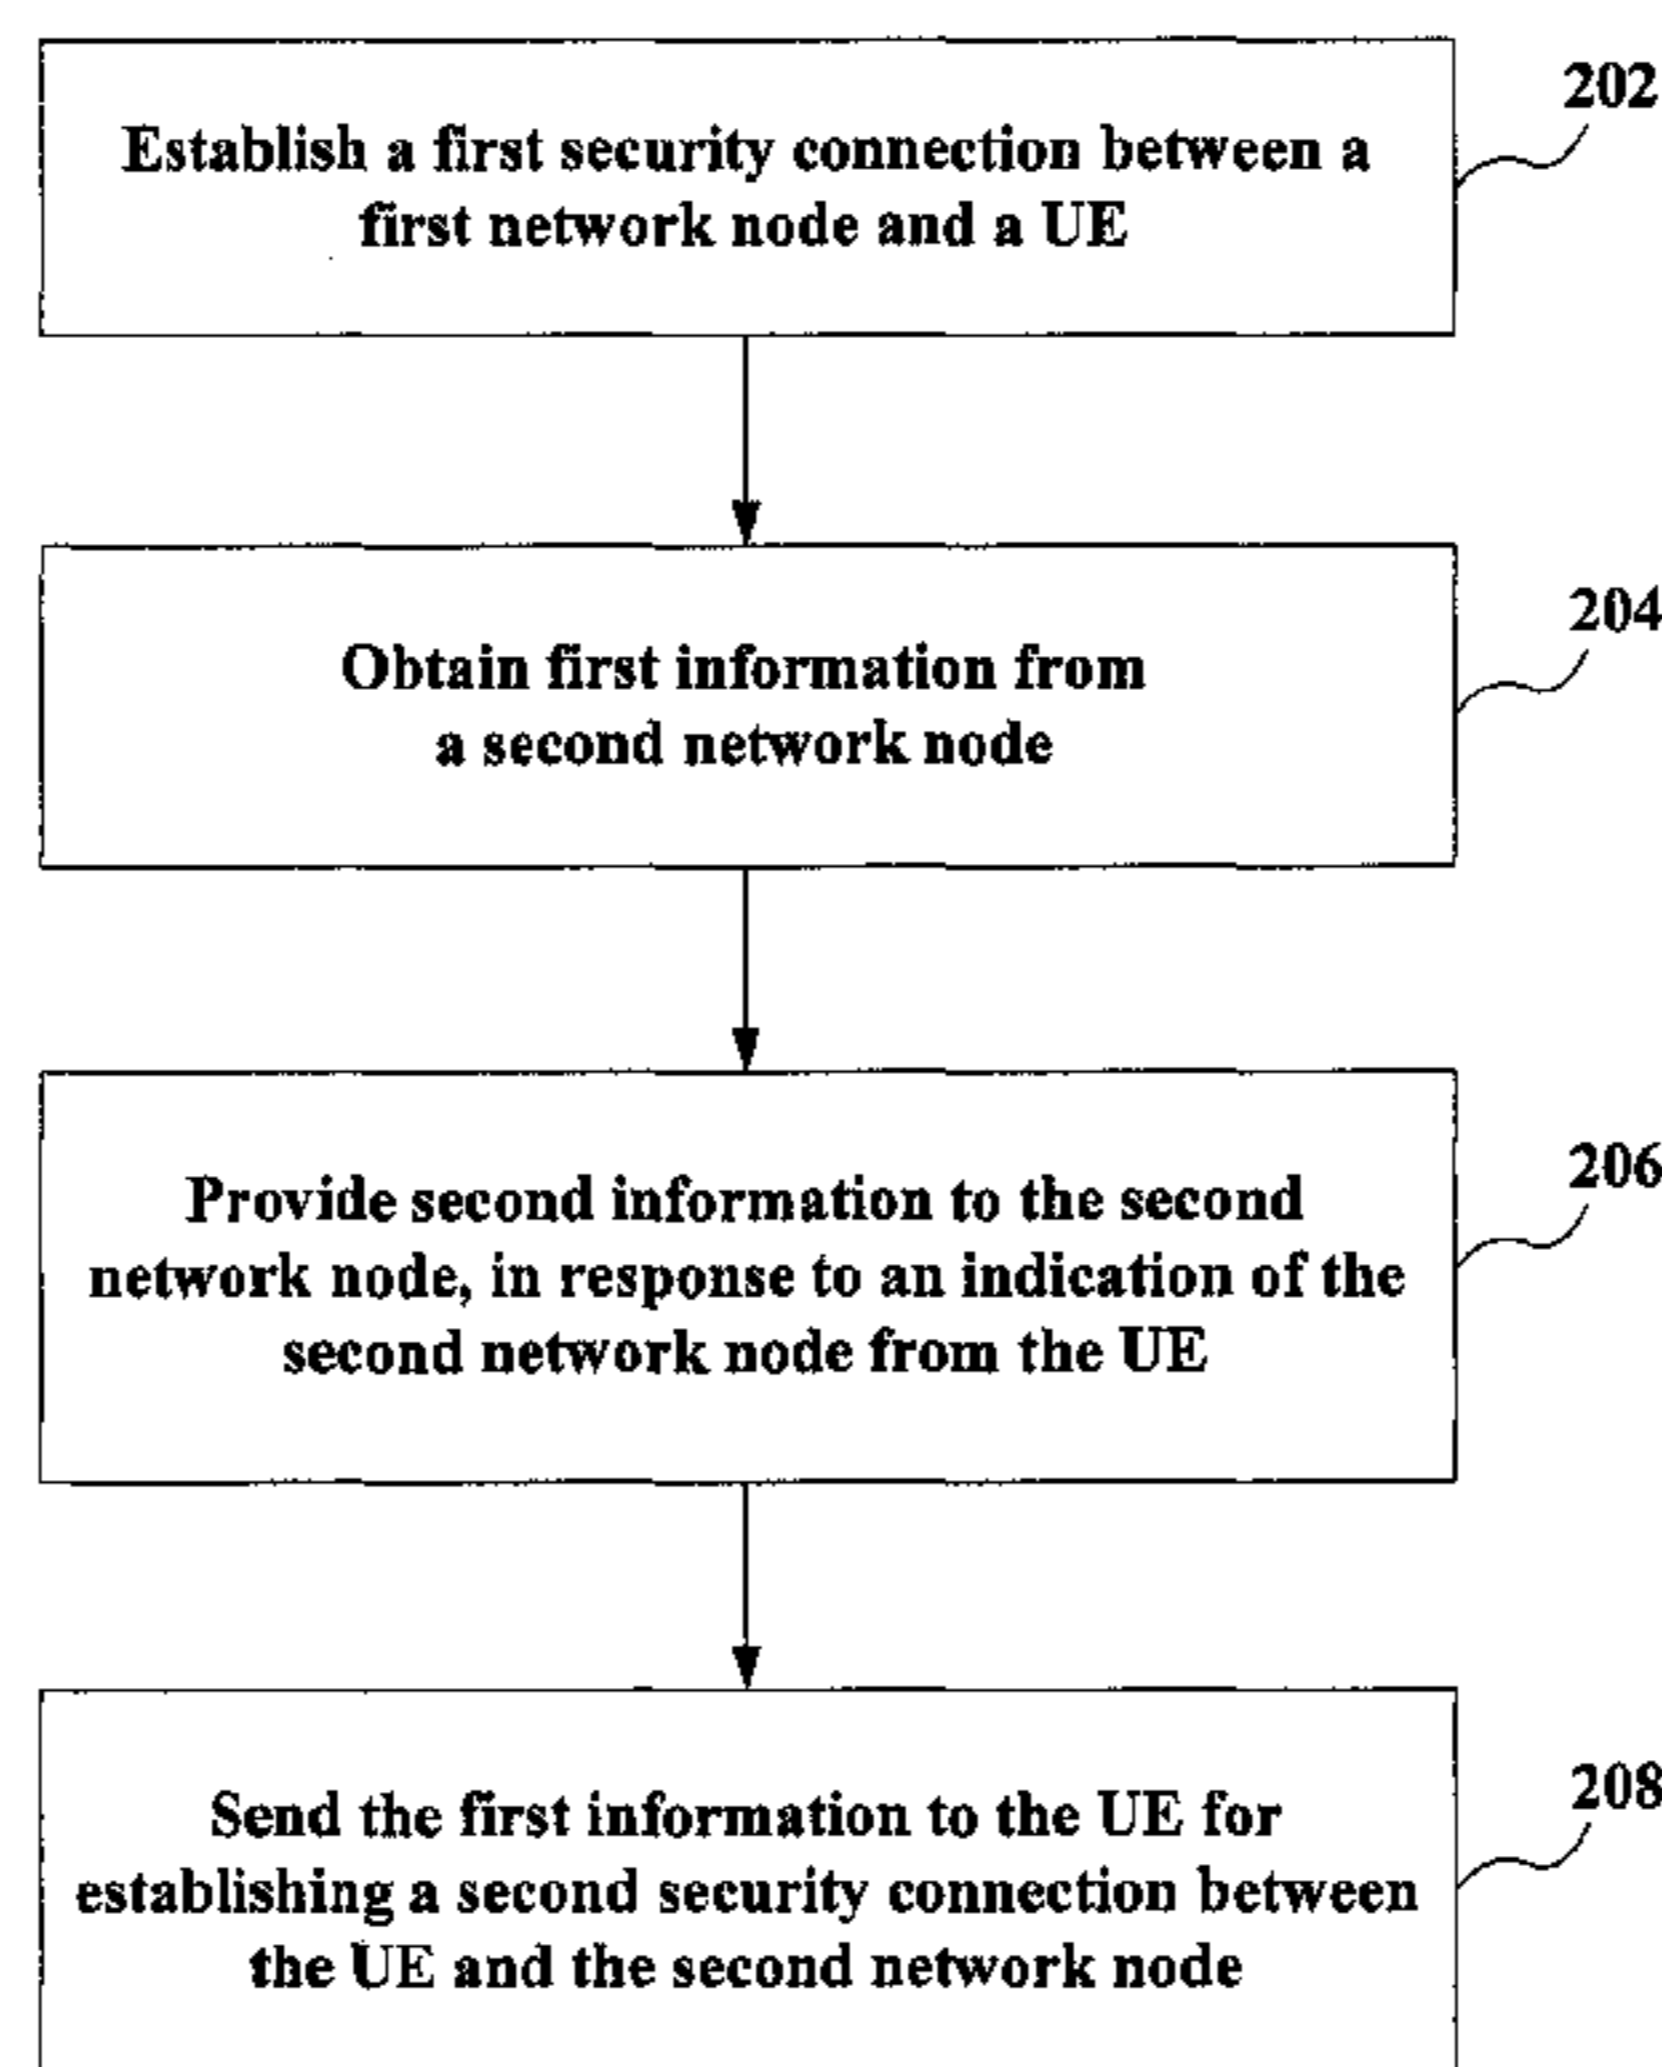 202
Establish a first security connection between a
first network node and a UE
204
Obtain first information from
a second network node
206
Provide second information to the second
network node, in response to an indication of the
second network node from the UE
208
Send the first information to the UE for
establishing a second security connection between
the UE and the second network node